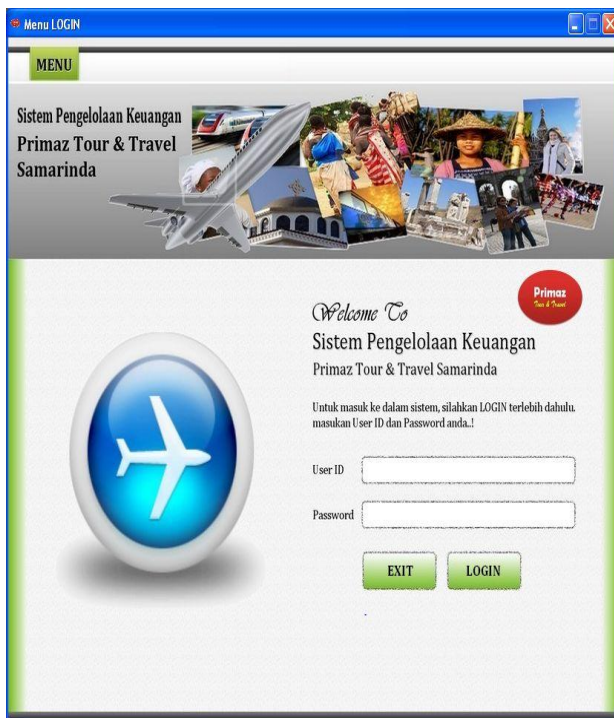 Menu LOGIN
MENU
Sistem Pengelolaan Keuangan
Primaz Tour & Travel
Samarinda
Primaz
Tour & Travel
Welcome To
Sistem Pengelolaan Keuangan
Primaz Tour & Travel Samarinda
Untuk masuk ke dalam sistem, silahkan LOGIN terlebih dahulu.
masukan User ID dan Password anda..!
User ID
Password
EXIT
LOGIN